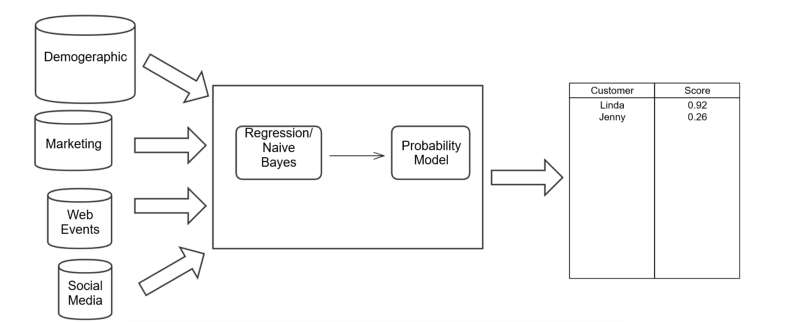 Demogeraphic
Marketing
Web
Events
Social
Media
Regression/
Naive
Bayes
Probability
Model
Customer Score
Linda 0.92
Jenny 0.26